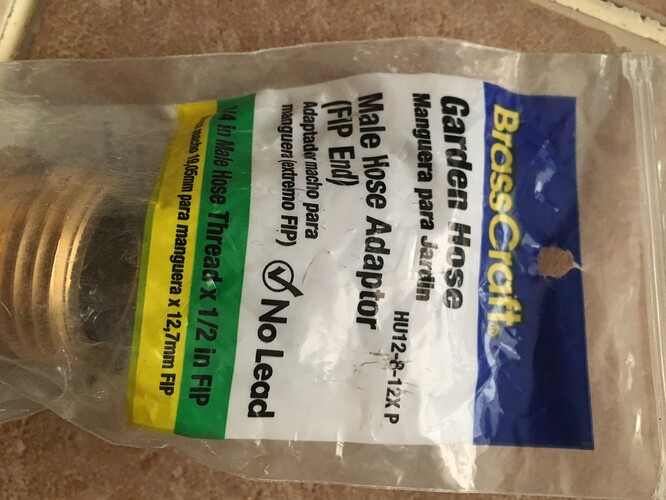 BrassCraft
Garden Hose
Manguera para Jardin
HU12-8-12X P
Male Hose Adaptor
(FIP End)
Adaptador macho para
manguera (extremo FIP)
No Lead
3/4 in Male Hose Thread x 1/2 in FIP
macho 19,05mm para manguera x 12,7mm FIP